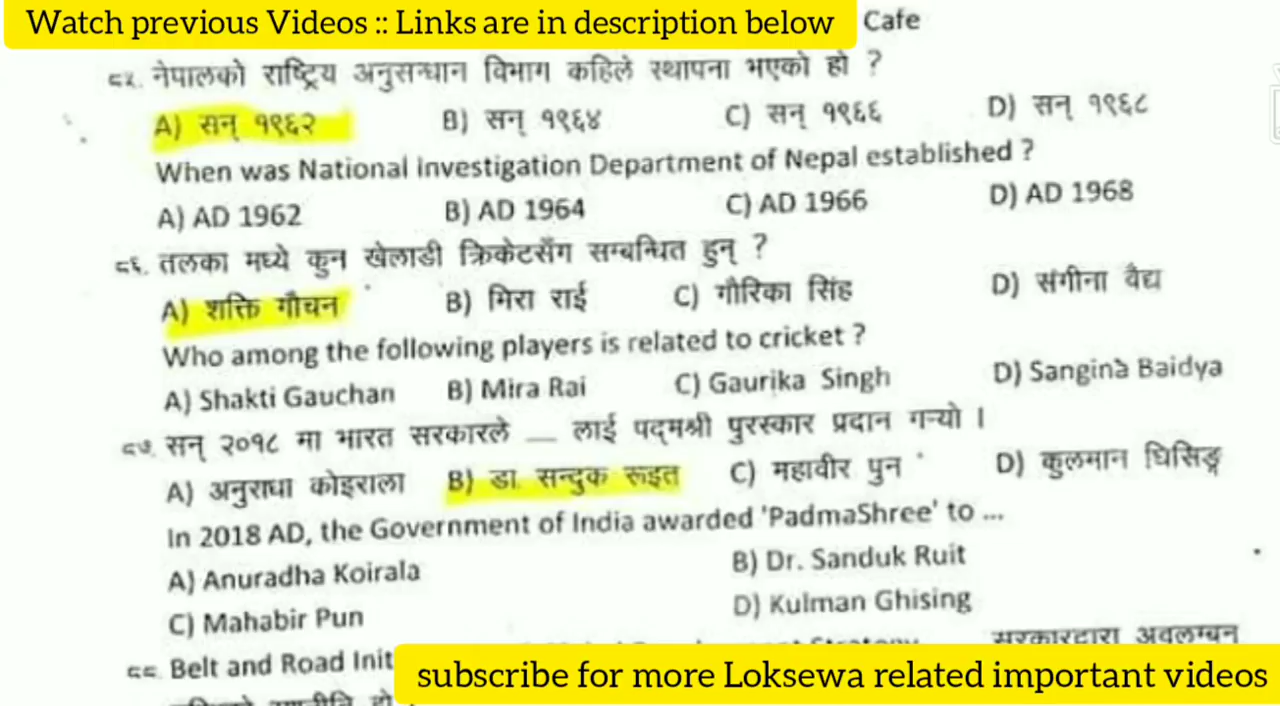 Watch previous Videos :: Links are in description below Cafe
८५. नेपालको राष्ट्रिय अनुसन्धान विभाग कहिले स्थापना भएको हो ?
A) सन् १९६२ B) सन् १९६४ C) सन् १९६६ D) सन् १९६८
When was National Investigation Department of Nepal established ?
A) AD 1962 B) AD 1964 C) AD 1966 D) AD 1968
८६. तलका मध्ये कुन खेलाडी क्रिकेटसँग सम्बन्धित हुन् ?
A) शक्ति गौचन B) मिरा राई C) गौरिका सिंह D) संगीना वैद्य
Who among the following players is related to cricket ?
A) Shakti Gauchan B) Mira Rai C) Gaurika Singh D) Sangina Baidya
८७. सन् २०१८ मा भारत सरकारले __ लाई पद्मश्री पुरस्कार प्रदान गर्‍यो ।
A) अनुराधा कोइराला B) डा. सन्दुक रूइत C) महावीर पुन D) कुलमान घिसिङ्ग
In 2018 AD, the Government of India awarded 'PadmaShree' to ...
A) Anuradha Koirala B) Dr. Sanduk Ruit
C) Mahabir Pun D) Kulman Ghising
८८. Belt and Road Init सरकारद्वारा अवलम्बन
subscribe for more Loksewa related important videos